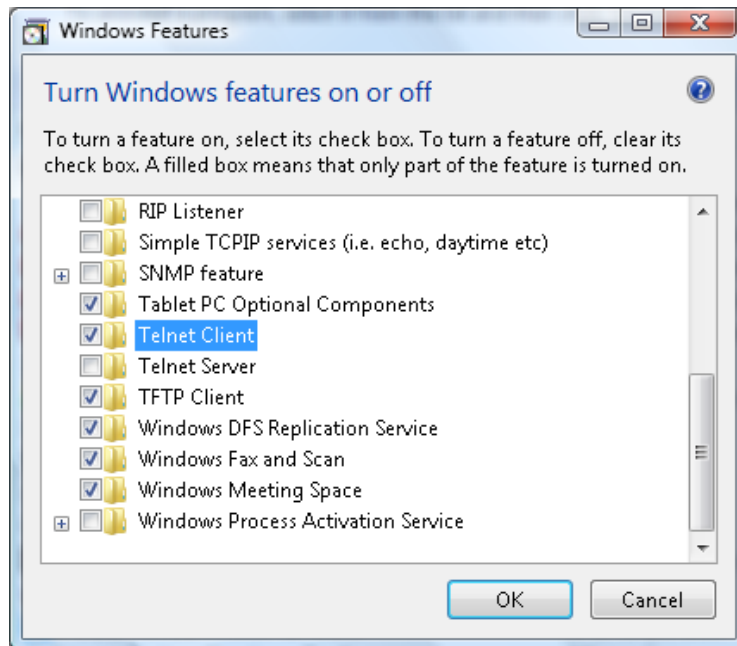 Windows Features
Turn Windows features on or off
To turn a feature on, select its check box. To turn a feature off, clear its
check box. A filled box means that only part of the feature is turned on.
RIP Listener
Simple TCPIP services (i.e. echo, daytime etc)
SNMP feature
Tablet PC Optional Components
Telnet Client
Telnet Server
TFTP Client
Windows DFS Replication Service
Windows Fax and Scan
Windows Meeting Space
Windows Process Activation Service
OK
Cancel